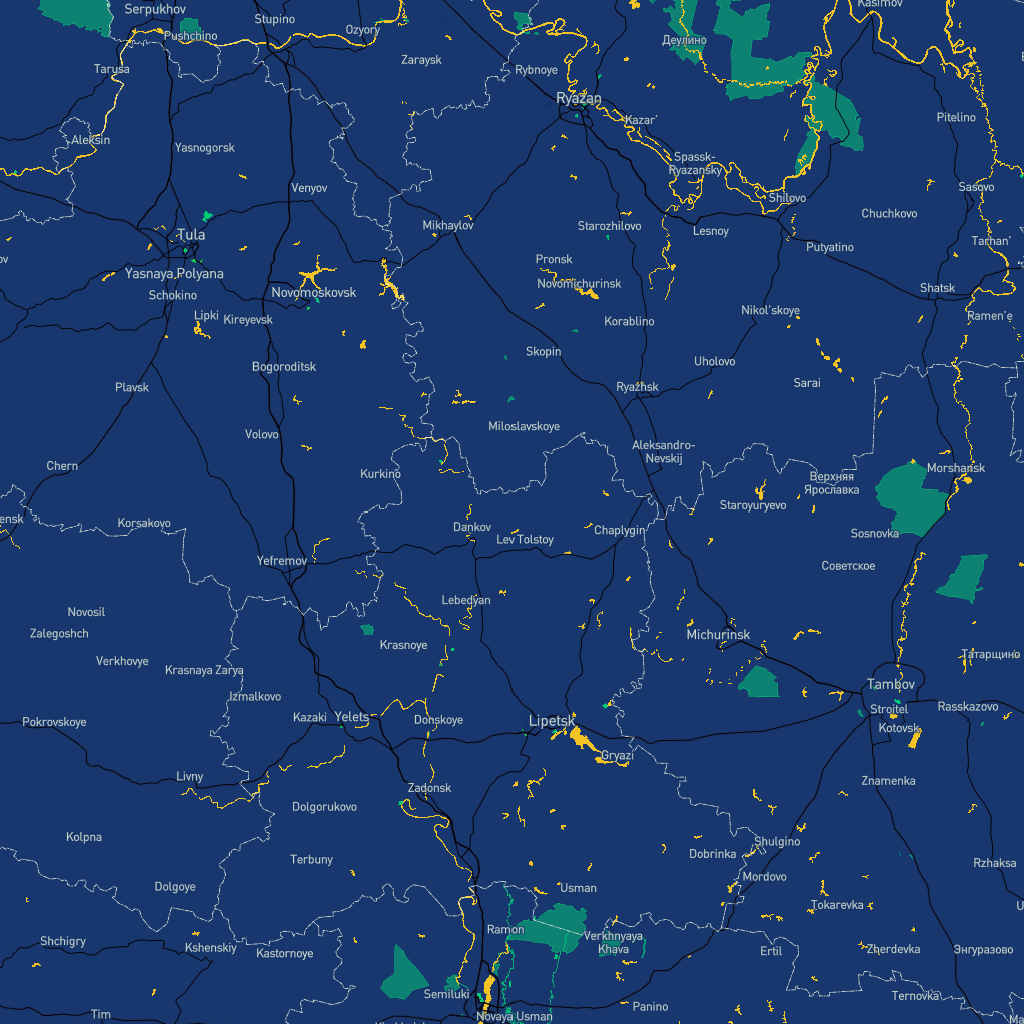 Serpukhov
Stupino
Ozyory
Kasimov
Pushchino
Деулино
Zaraysk
Tarusa
Rybnoye
Ryazan
Kazar'
Pitelino
Aleksin
Yasnogorsk
Spassk-
Ryazansky
Venyov
Sasovo
Shilovo
Chuchkovo
Mikhaylov
Starozhilovo
Lesnoy
Tula
Putyatino
Tarhan'
Pronsk
Yasnaya Polyana
Novomichurinsk
Shatsk
Schokino
Novomoskovsk
Lipki
Kireyevsk
Korablino
Nikol'skoye
Skopin
Bogoroditsk
Uholovo
Plavsk
Ryazhsk
Sarai
Miloslavskoye
Volovo
Aleksandro-
Nevskij
Chern
Kurkino
Morshansk
Верхняя
Ярославка
Staroyuryevo
ensk
Korsakovo
Dankov
Lev Tolstoy
Chaplygin
Sosnovka
Yefremov
Советское
Novosil
Lebedyan
Zalegoshch
Michurinsk
Krasnoye
Verkhovye
Krasnaya Zarya
Татарщино
Izmalkovo
Tambov
Pokrovskoye
Kazaki
Yelets
Donskoye
Lipetsk
Stroitel
Rasskazovo
Kotovsk
Gryazi
Livny
Znamenka
Zadonsk
Dolgorukovo
Kolpna
Shulgino
Terbuny
Dobrinka
Rzhaksa
Mordovo
Dolgoye
Usman
Tokarevka
Ramon
Verkhnyaya
Khava
Shchigry
Kshenskiy
Kastornoye
Ertil
Zherdevka
Энгуразово
Semiluki
Ternovka
Panino
Tim
Novaya Usman